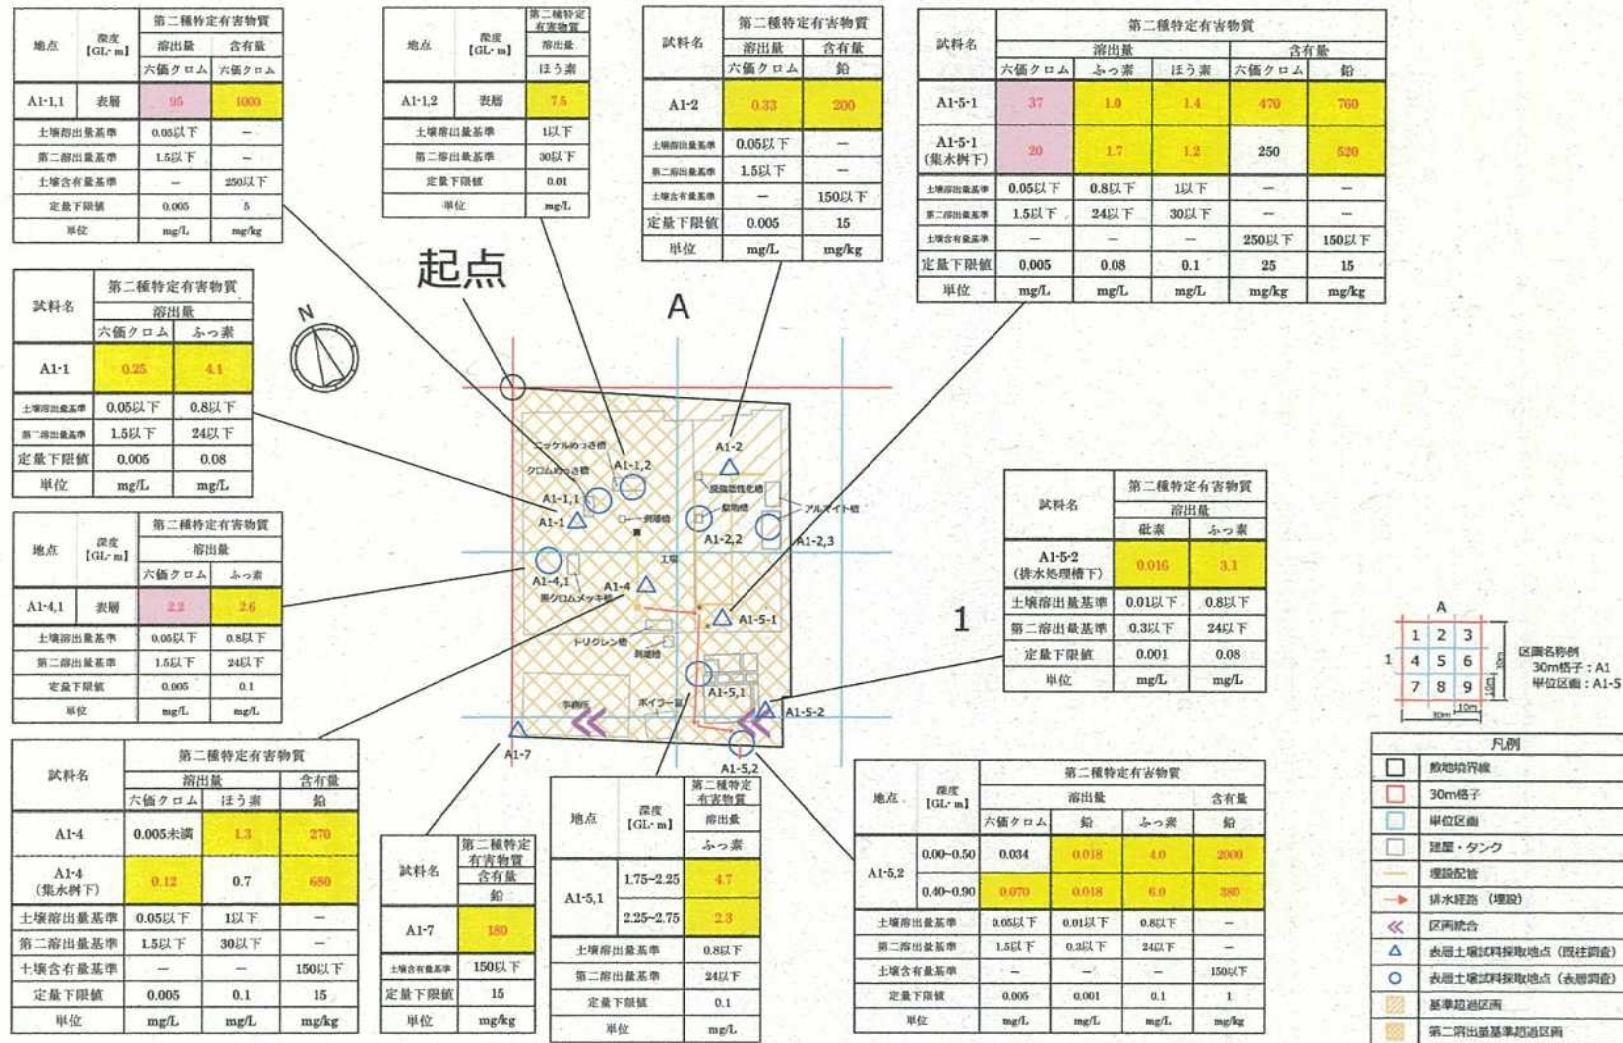 地点 深度 [GL- m] 第二種特定有害物質
溶出量 含有量
六価クロム 六価クロム
A1-1,1 表層 95 1000
土壌溶出量基準 0.05以下 −
第二溶出量基準 1.5以下 −
土壌含有量基準 − 250以下
定量下限値 0.005 5
単位 mg/L mg/kg
地点 深度 [GL- m] 第二種特定有害物質
溶出量
ほう素
A1-1,2 表層 7.5
土壌溶出量基準 1以下
第二溶出量基準 30以下
定量下限値 0.01
単位 mg/L
試料名 第二種特定有害物質
溶出量 含有量
六価クロム 鉛
A1-2 0.33 200
土壌溶出量基準 0.05以下 −
第二溶出量基準 1.5以下 −
土壌含有量基準 − 150以下
定量下限値 0.005 15
単位 mg/L mg/kg
試料名 第二種特定有害物質
溶出量 含有量
六価クロム ふっ素 ほう素 六価クロム 鉛
A1-5-1 37 1.0 1.4 470 760
A1-5-1 (集水桝下) 20 1.7 1.2 250 520
土壌溶出量基準 0.05以下 0.8以下 1以下 − −
第二溶出量基準 1.5以下 24以下 30以下 − −
土壌含有量基準 − − − 250以下 150以下
定量下限値 0.005 0.08 0.1 25 15
単位 mg/L mg/L mg/L mg/kg mg/kg
試料名 第二種特定有害物質
溶出量
六価クロム ふっ素
A1-1 0.25 4.1
土壌溶出量基準 0.05以下 0.8以下
第二溶出量基準 1.5以下 24以下
定量下限値 0.005 0.08
単位 mg/L mg/L
N
起点
A
ニッケルめっき槽
クロムめっき槽
A1-1,2
A1-1,1
A1-1
剥離槽
A1-2
脱脂活性化槽
A1-2,2
アルマイト槽
A1-2,3
工場
A1-4,1
黒クロムメッキ槽
A1-4
A1-5-1
トリクレン槽
剥離槽
A1-5,1
事務所
ボイラー室
A1-5-2
A1-7
A1-5,2
1
地点 深度 [GL- m] 第二種特定有害物質
溶出量
六価クロム ふっ素
A1-4,1 表層 2.2 2.6
土壌溶出量基準 0.05以下 0.8以下
第二溶出量基準 1.5以下 24以下
定量下限値 0.005 0.1
単位 mg/L mg/L
試料名 第二種特定有害物質
溶出量
砒素 ふっ素
A1-5-2 (排水処理槽下) 0.016 3.1
土壌溶出量基準 0.01以下 0.8以下
第二溶出量基準 0.3以下 24以下
定量下限値 0.001 0.08
単位 mg/L mg/L
試料名 第二種特定有害物質
溶出量 含有量
六価クロム ほう素 鉛
A1-4 0.005未満 1.3 270
A1-4 (集水桝下) 0.12 0.7 680
土壌溶出量基準 0.05以下 1以下 −
第二溶出量基準 1.5以下 30以下 −
土壌含有量基準 − − 150以下
定量下限値 0.005 0.1 15
単位 mg/L mg/L mg/kg
試料名 第二種特定有害物質
含有量
鉛
A1-7 180
土壌含有量基準 150以下
定量下限値 15
単位 mg/kg
地点 深度 [GL- m] 第二種特定有害物質
溶出量
ふっ素
A1-5,1 1.75~2.25 4.7
2.25~2.75 2.3
土壌溶出量基準 0.8以下
第二溶出量基準 24以下
定量下限値 0.1
単位 mg/L
地点 深度 [GL- m] 第二種特定有害物質
溶出量 含有量
六価クロム 鉛 ふっ素 鉛
A1-5,2 0.00~0.50 0.034 0.018 4.0 2000
0.40~0.90 0.070 0.018 6.0 380
土壌溶出量基準 0.05以下 0.01以下 0.8以下 −
第二溶出量基準 1.5以下 0.3以下 24以下 −
土壌含有量基準 − − − 150以下
定量下限値 0.005 0.001 0.1 1
単位 mg/L mg/L mg/L mg/kg
A
1 2 3
1 4 5 6
7 8 9
30m
10m
10m
30m
区画名称例
30m格子：A1
単位区画：A1-5
凡例
敷地境界線
30m格子
単位区画
建屋・タンク
埋設配管
排水経路（埋設）
区画統合
表層土壌試料採取地点（既往調査）
表層土壌試料採取地点（表層調査）
基準超過区画
第二溶出量基準超過区画